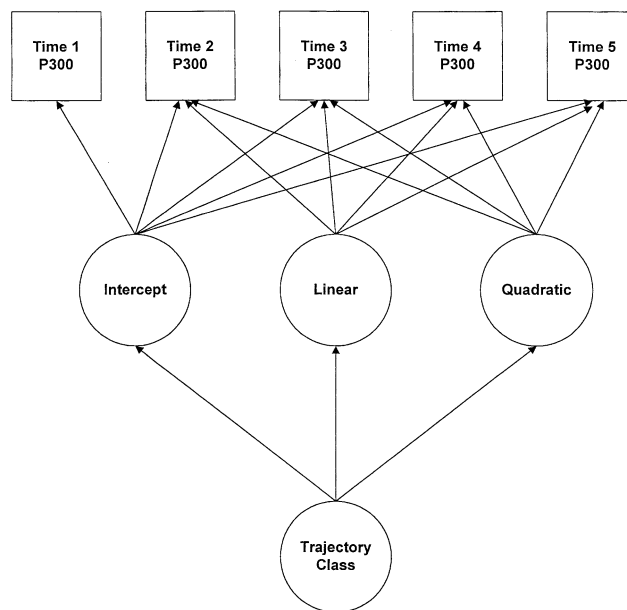 Time 1
P300
Time 2
P300
Time 3
P300
Time 4
P300
Time 5
P300
Intercept
Linear
Quadratic
Trajectory
Class